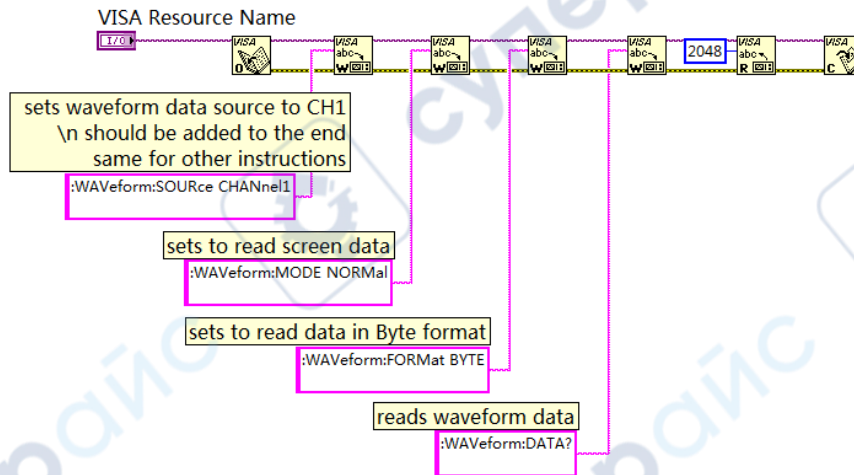 VISA Resource Name
I/O
VISA
O
VISA
abc
W
VISA
abc
W
VISA
abc
W
VISA
abc
W
2048
VISA
abc
R
VISA
C
sets waveform data source to CH1
\n should be added to the end
same for other instructions
:WAVeform:SOURce CHANnel1
sets to read screen data
:WAVeform:MODE NORMal
sets to read data in Byte format
:WAVeform:FORMat BYTE
reads waveform data
:WAVeform:DATA?
супер
райс
райс